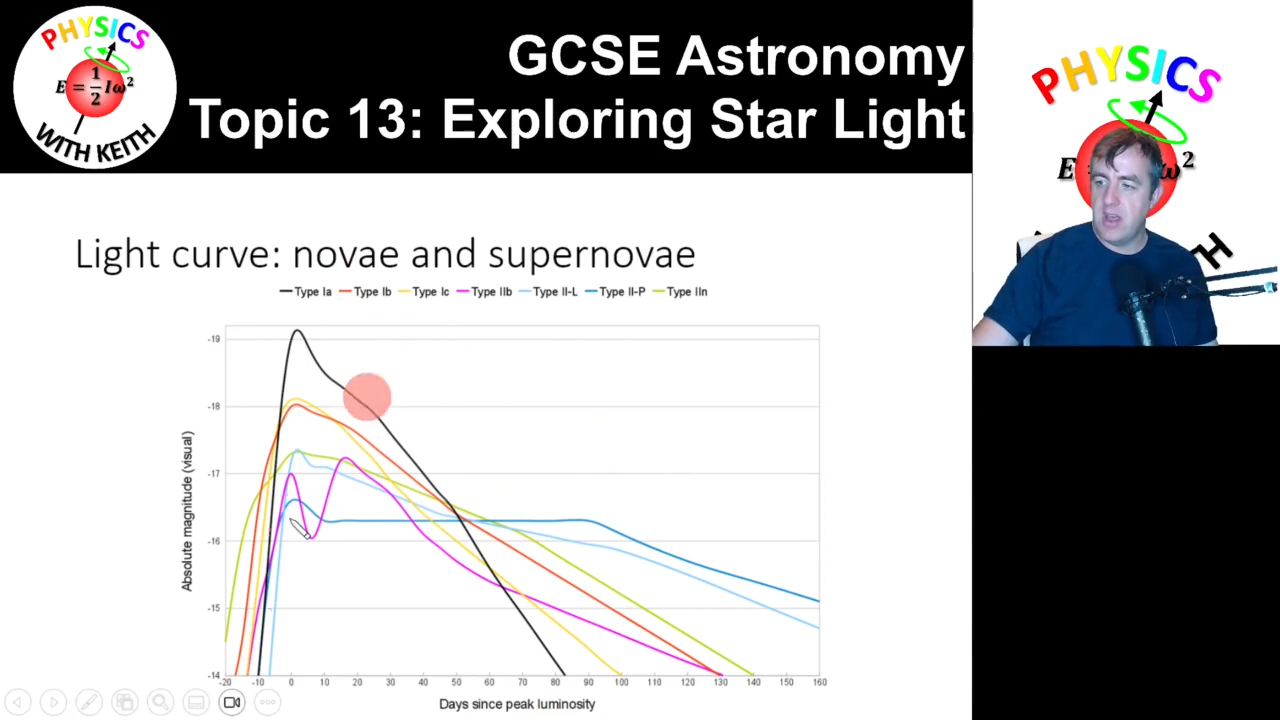 PHYSICS
E = 1/2 Iω²
WITH KEITH
GCSE Astronomy
Topic 13: Exploring Star Light
PHYSICS
E
ω²
H
Light curve: novae and supernovae
Type Ia Type Ib Type Ic Type IIb Type II-L Type II-P Type IIn
Absolute magnitude (visual)
-19
-18
-17
-16
-15
-14
-20 -10 0 10 20 30 40 50 60 70 80 90 100 110 120 130 140 150 160
Days since peak luminosity